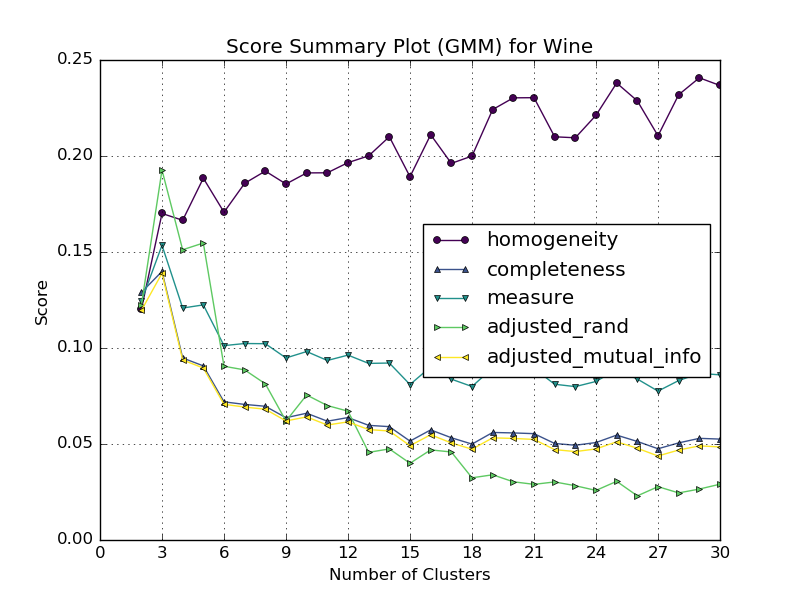 Score Summary Plot (GMM) for Wine
0.25
0.20
0.15
0.10
0.05
0.00
Score
homogeneity
completeness
measure
adjusted_rand
adjusted_mutual_info
0 3 6 9 12 15 18 21 24 27 30
Number of Clusters